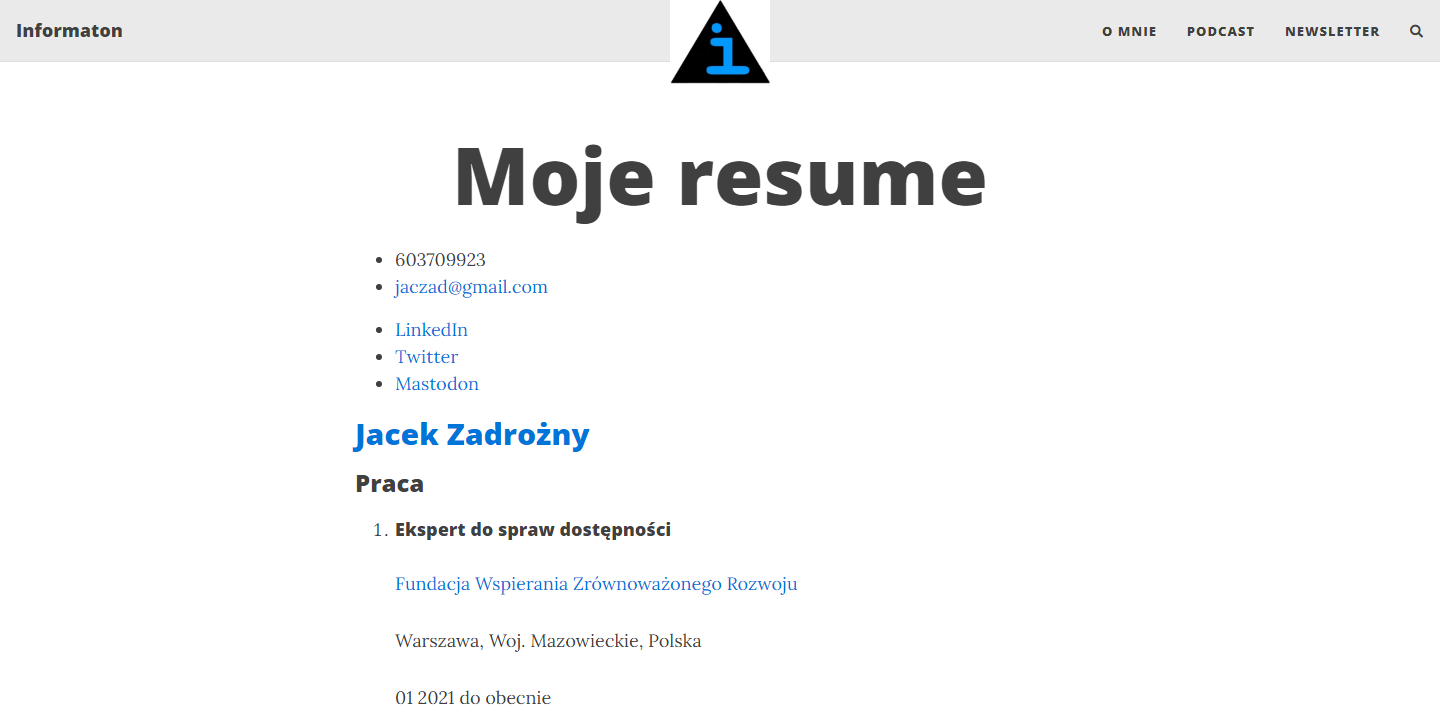 Informaton
i
O MNIE
PODCAST
NEWSLETTER
Moje resume
603709923
jaczad@gmail.com
LinkedIn
Twitter
Mastodon
Jacek Zadrożny
Praca
1. Ekspert do spraw dostępności
Fundacja Wspierania Zrównoważonego Rozwoju
Warszawa, Woj. Mazowieckie, Polska
01 2021 do obecnie